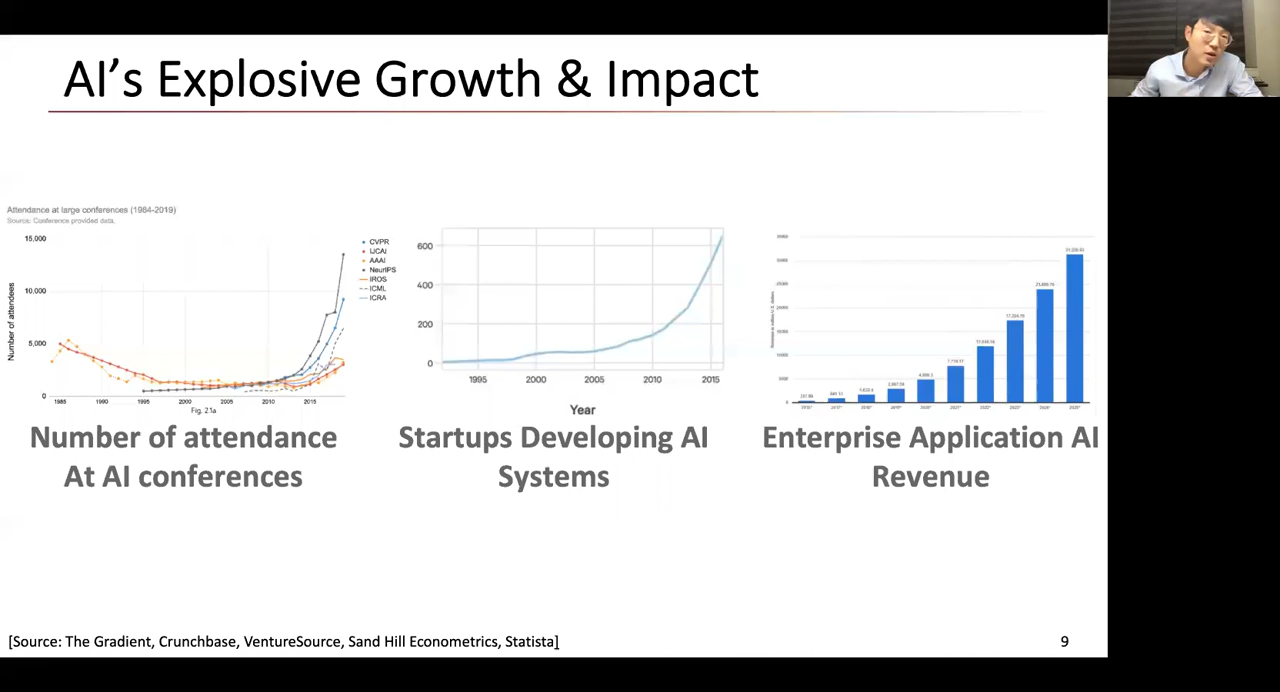 AI's Explosive Growth & Impact
Attendance at large conferences (1984-2019)
Source: Conference provided data.
Number of attendees
15,000
10,000
5,000
0
1985
1990
1995
2000
2005
2010
2015
Fig. 2.1a
CVPR
IJCAI
AAAI
NeurIPS
IROS
ICML
ICRA
600
400
200
0
1995
2000
2005
2010
2015
Year
Number of attendance
At AI conferences
Startups Developing AI
Systems
Enterprise Application AI
Revenue
[Source: The Gradient, Crunchbase, VentureSource, Sand Hill Econometrics, Statista]
9